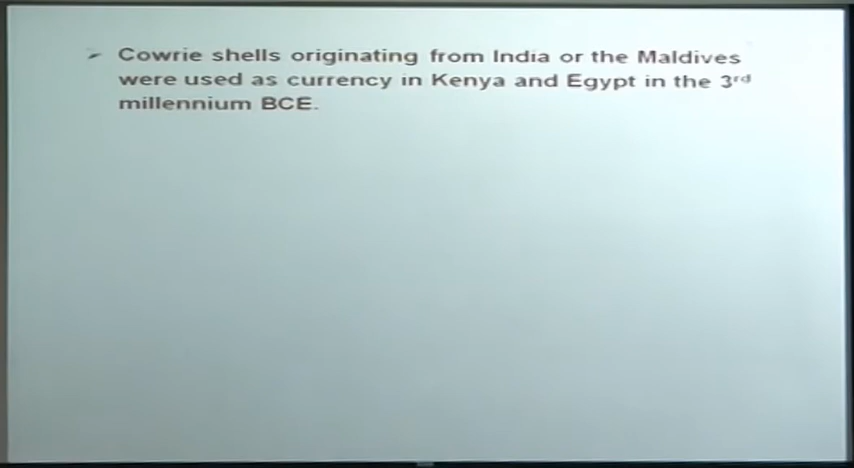 Cowrie shells originating from India or the Maldives
were used as currency in Kenya and Egypt in the 3rd
millennium BCE.